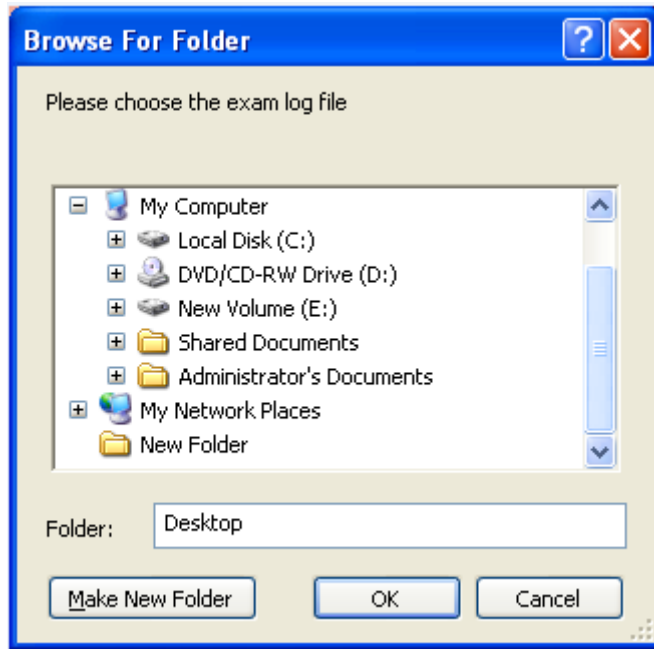 Browse For Folder
Please choose the exam log file
My Computer
Local Disk (C:)
DVD/CD-RW Drive (D:)
New Volume (E:)
Shared Documents
Administrator's Documents
My Network Places
New Folder
Folder: Desktop
Make New Folder OK Cancel